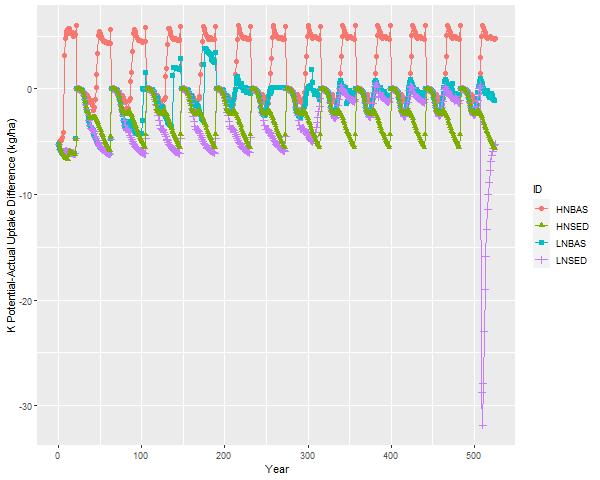 K Potential-Actual Uptake Difference (kg/ha)
0
-10
-20
-30
0
100
200
300
400
500
Year
ID
HNBAS
HNSED
LNBAS
LNSED